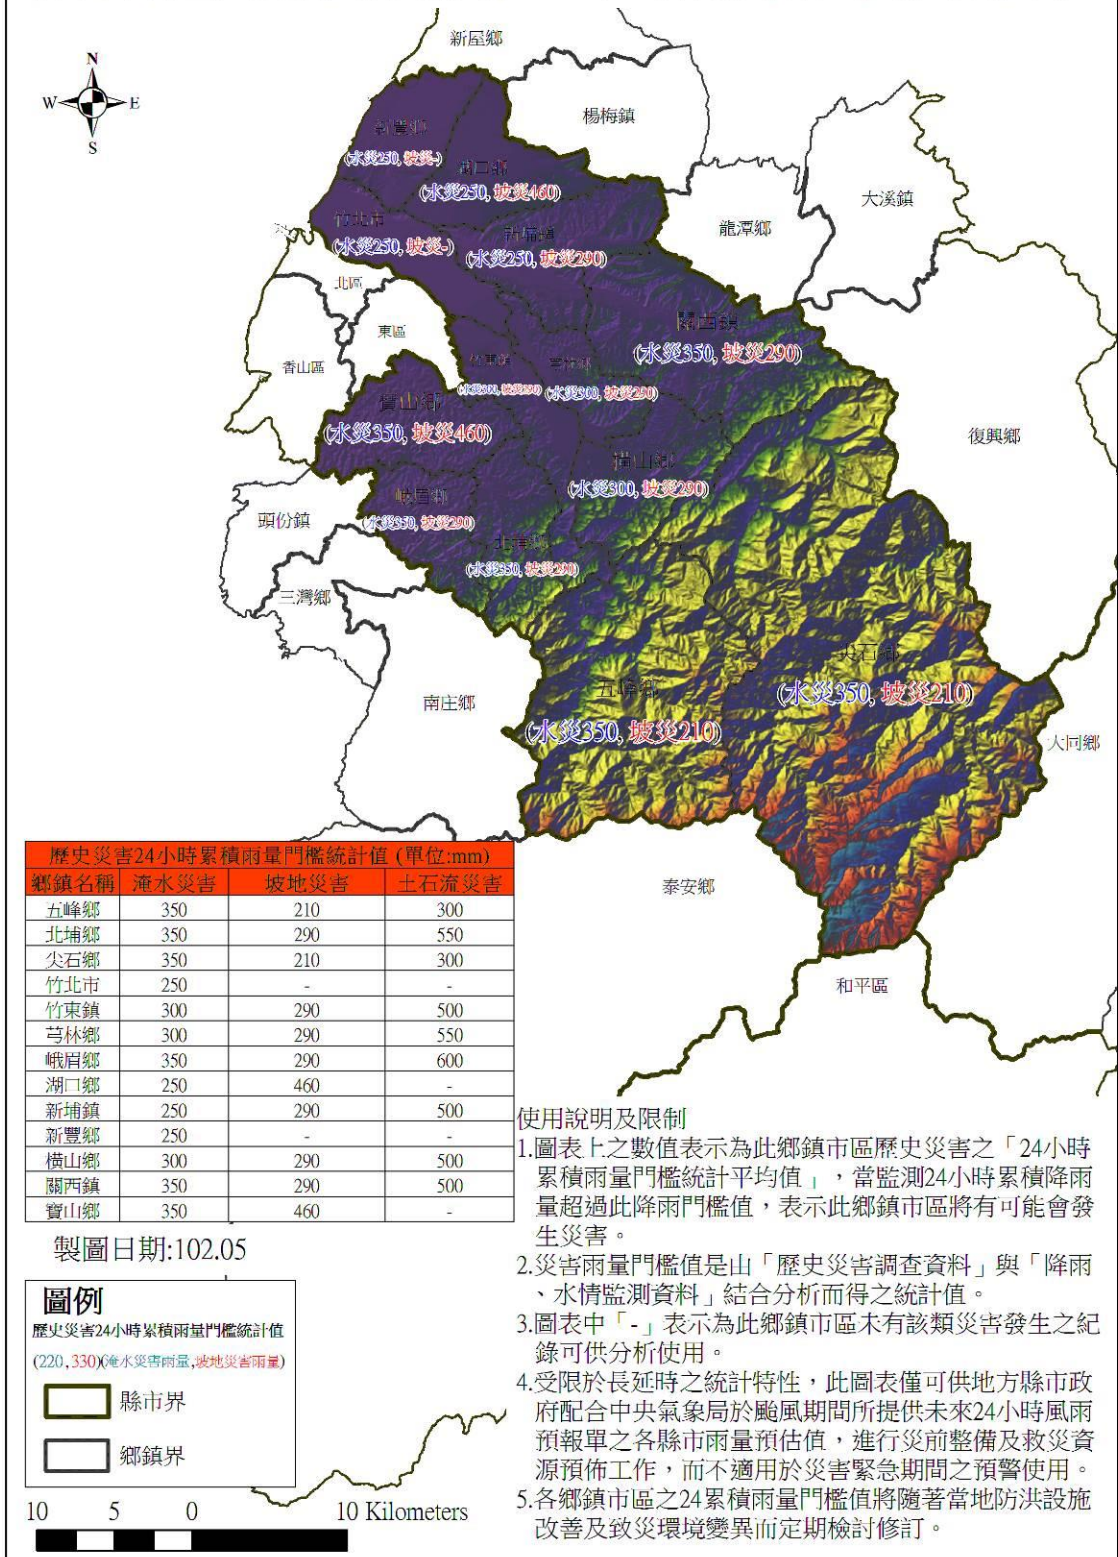 新屋鄉
N
W
E
S
楊梅鎮
新豐鄉
(水災250, 坡災-)
湖口鄉
(水災250, 坡災460)
大溪鎮
竹北市
(水災250, 坡災-)
新埔鎮
(水災250, 坡災290)
龍潭鄉
北區
東區
關西鎮
(水災350, 坡災290)
香山區
竹東鎮
(水災300, 坡災290)
芎林鄉
(水災300, 坡災290)
寶山鄉
(水災350, 坡災460)
復興鄉
橫山鄉
(水災300, 坡災290)
峨眉鄉
(水災350, 坡災290)
頭份鎮
北埔鄉
(水災350, 坡災290)
三灣鄉
尖石鄉
(水災350, 坡災210)
五峰鄉
(水災350, 坡災210)
南庄鄉
大同鄉
泰安鄉
和平區
歷史災害24小時累積雨量門檻統計值 (單位:mm)
鄉鎮名稱 淹水災害 坡地災害 土石流災害
五峰鄉 350 210 300
北埔鄉 350 290 550
尖石鄉 350 210 300
竹北市 250 - -
竹東鎮 300 290 500
芎林鄉 300 290 550
峨眉鄉 350 290 600
湖口鄉 250 460 -
新埔鎮 250 290 500
新豐鄉 250 - -
橫山鄉 300 290 500
關西鎮 350 290 500
寶山鄉 350 460 -
製圖日期:102.05
圖例
歷史災害24小時累積雨量門檻統計值
(220,330)(淹水災害雨量,坡地災害雨量)
縣市界
鄉鎮界
10 5 0 10 Kilometers
使用說明及限制
1.圖表上之數值表示為此鄉鎮市區歷史災害之「24小時
累積雨量門檻統計平均值」，當監測24小時累積降雨
量超過此降雨門檻值，表示此鄉鎮市區將有可能會發
生災害。
2.災害雨量門檻值是由「歷史災害調查資料」與「降雨
、水情監測資料」結合分析而得之統計值。
3.圖表中「-」表示為此鄉鎮市區未有該類災害發生之紀
錄可供分析使用。
4.受限於長延時之統計特性，此圖表僅可供地方縣市政
府配合中央氣象局於颱風期間所提供未來24小時風雨
預報單之各縣市雨量預估值，進行災前整備及救災資
源預佈工作，而不適用於災害緊急期間之預警使用。
5.各鄉鎮市區之24累積雨量門檻值將隨著當地防洪設施
改善及致災環境變異而定期檢討修訂。